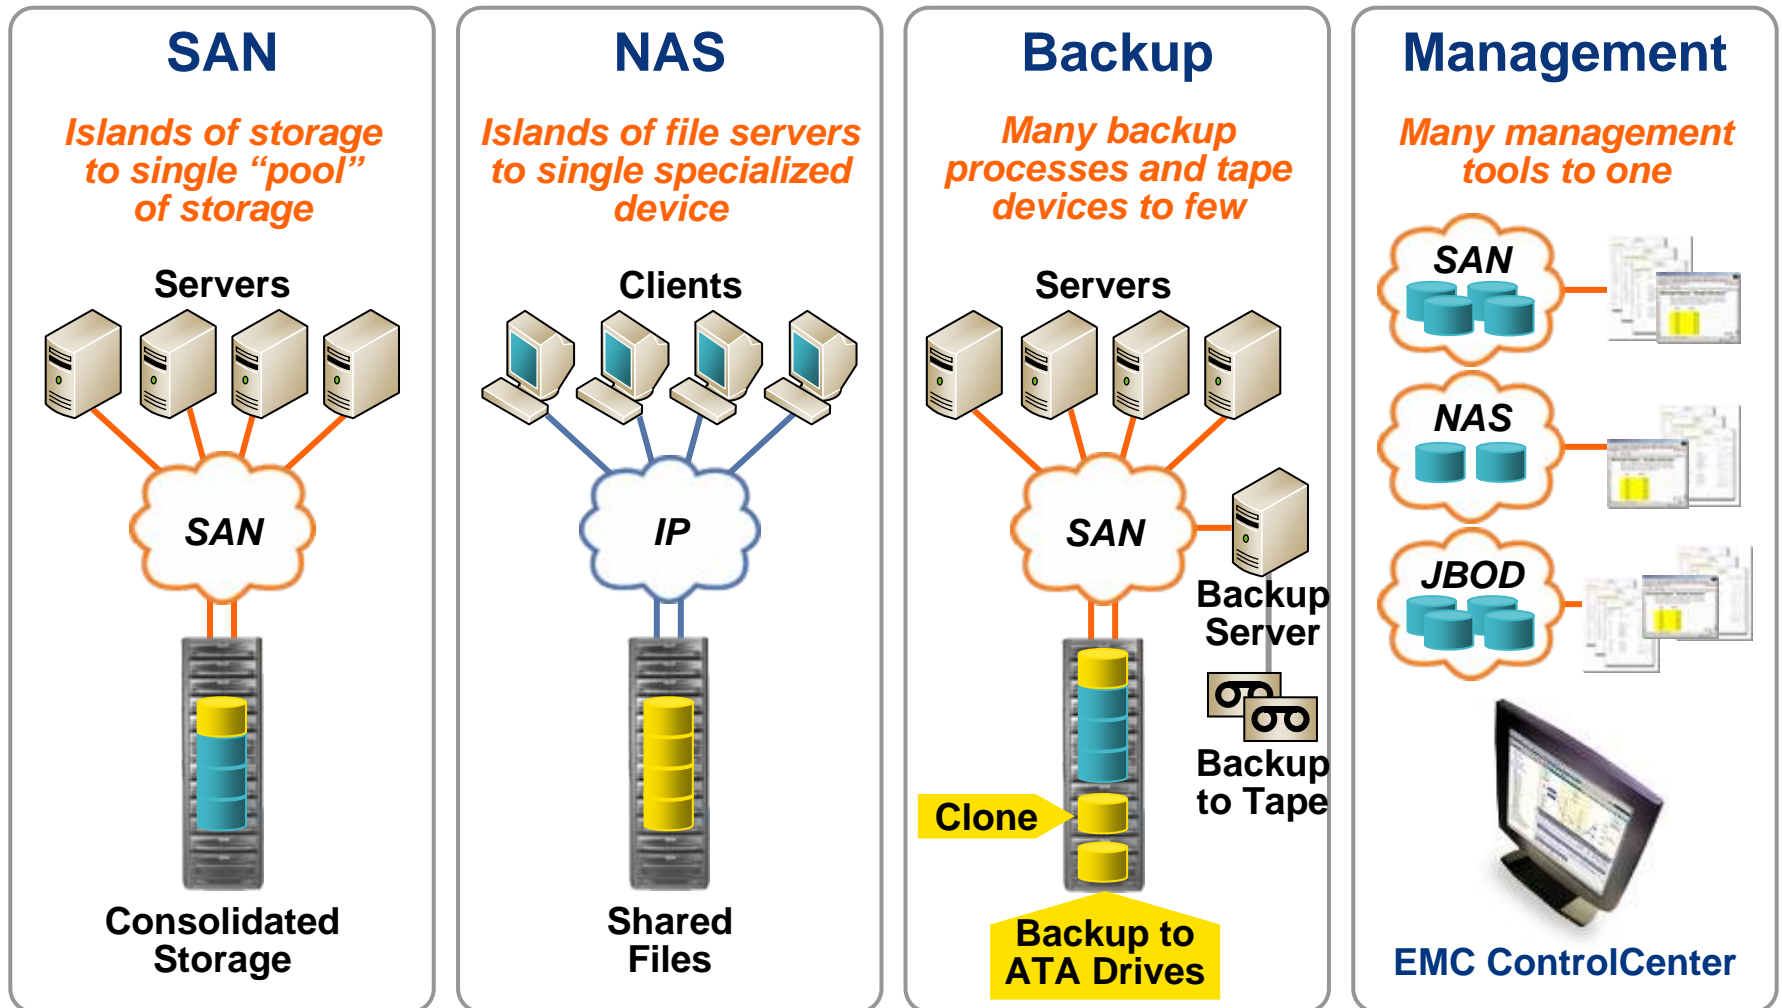 SAN
Islands of storage
to single “pool”
of storage
Servers
SAN
Consolidated
Storage
NAS
Islands of file servers
to single specialized
device
Clients
IP
Shared
Files
Backup
Many backup
processes and tape
devices to few
Servers
SAN
Backup
Server
Backup
to Tape
Clone
Backup to
ATA Drives
Management
Many management
tools to one
SAN
NAS
JBOD
EMC ControlCenter